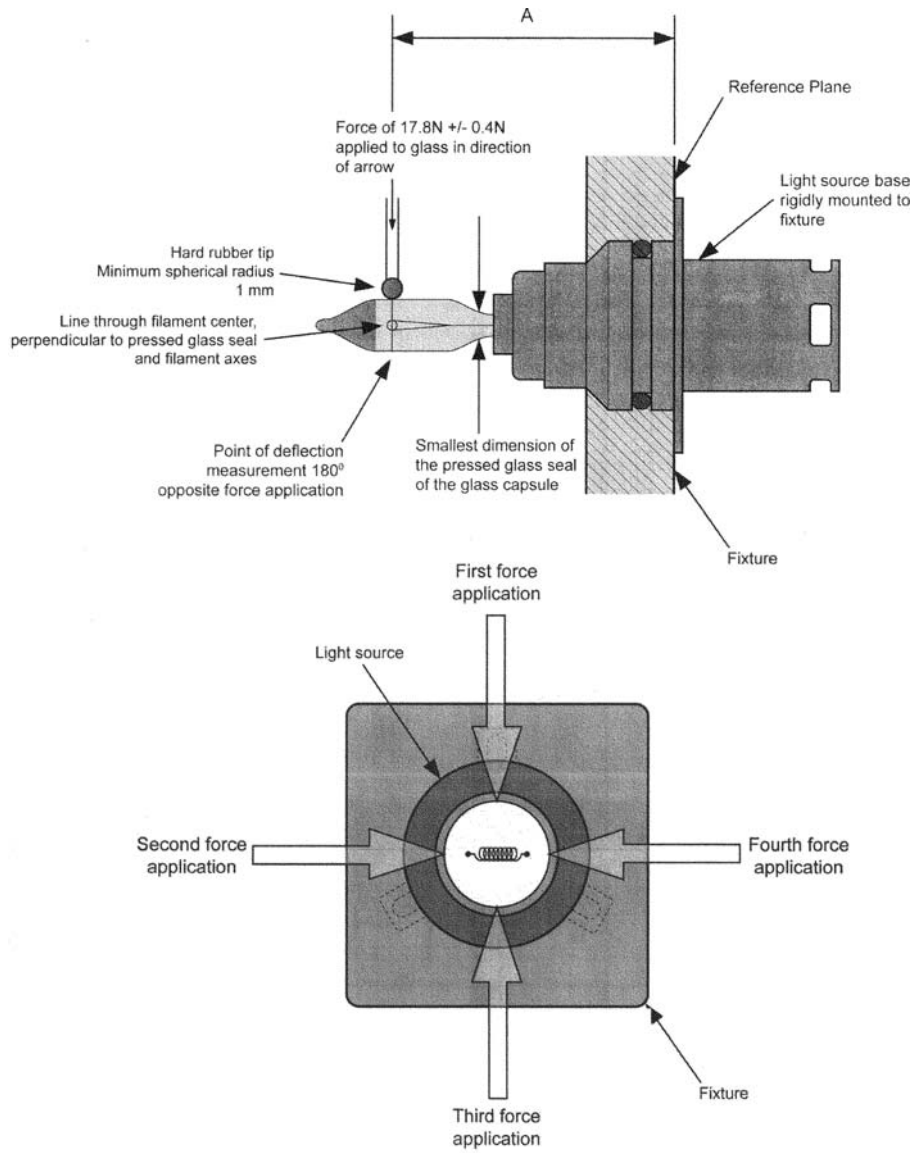 A
Reference Plane
Force of 17.8N +/- 0.4N
applied to glass in direction
of arrow
Light source base
rigidly mounted to
fixture
Hard rubber tip
Minimum spherical radius
1 mm
Line through filament center,
perpendicular to pressed glass seal
and filament axes
Point of deflection
measurement 180º
opposite force application
Smallest dimension of
the pressed glass seal
of the glass capsule
Fixture
First force
application
Light source
Second force
application
Fourth force
application
Fixture
Third force
application